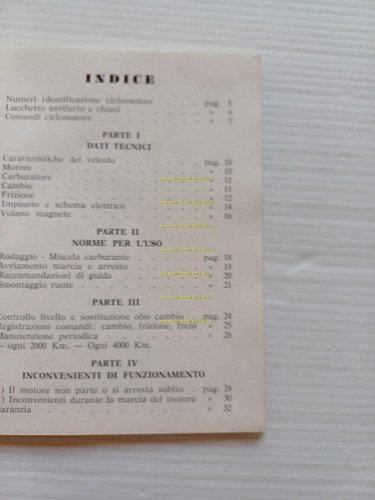 INDICE
Numeri identificazione ciclomotore . . . pag. 5
Lucchetto antifurto e chiavi . . . . » 6
Comandi ciclomotore . . . . . » 7
PARTE I
DATI TECNICI
Caratteristiche del veicolo . . . . pag. 10
Motore . . . . . . . » 10
Carburatore . . . . . . » 11
Cambio . . . . . . . » 11
Frizione . . . . . . . » 12
Impianto e schema elettrico . . . . » 14
Volano magnete . . . . . . » 16
PARTE II
NORME PER L'USO
Rodaggio - Miscela carburante . . . pag. 18
Avviamento marcia e arresto . . . . » 18
Raccomandazioni di guida . . . . » 20
Smontaggio ruote . . . . . » 21
PARTE III
Controllo livello e sostituzione olio cambio . pag. 24
Registrazioni comandi: cambio, frizione, freni » 25
Manutenzione periodica . . . . » 26
— ogni 2000 Km. — Ogni 4000 Km.
PARTE IV
INCONVENIENTI DI FUNZIONAMENTO
) Il motore non parte o si arresta subito . pag. 28
) Inconvenienti durante la marcia del motore » 30
aranzia . . . . . . . » 32